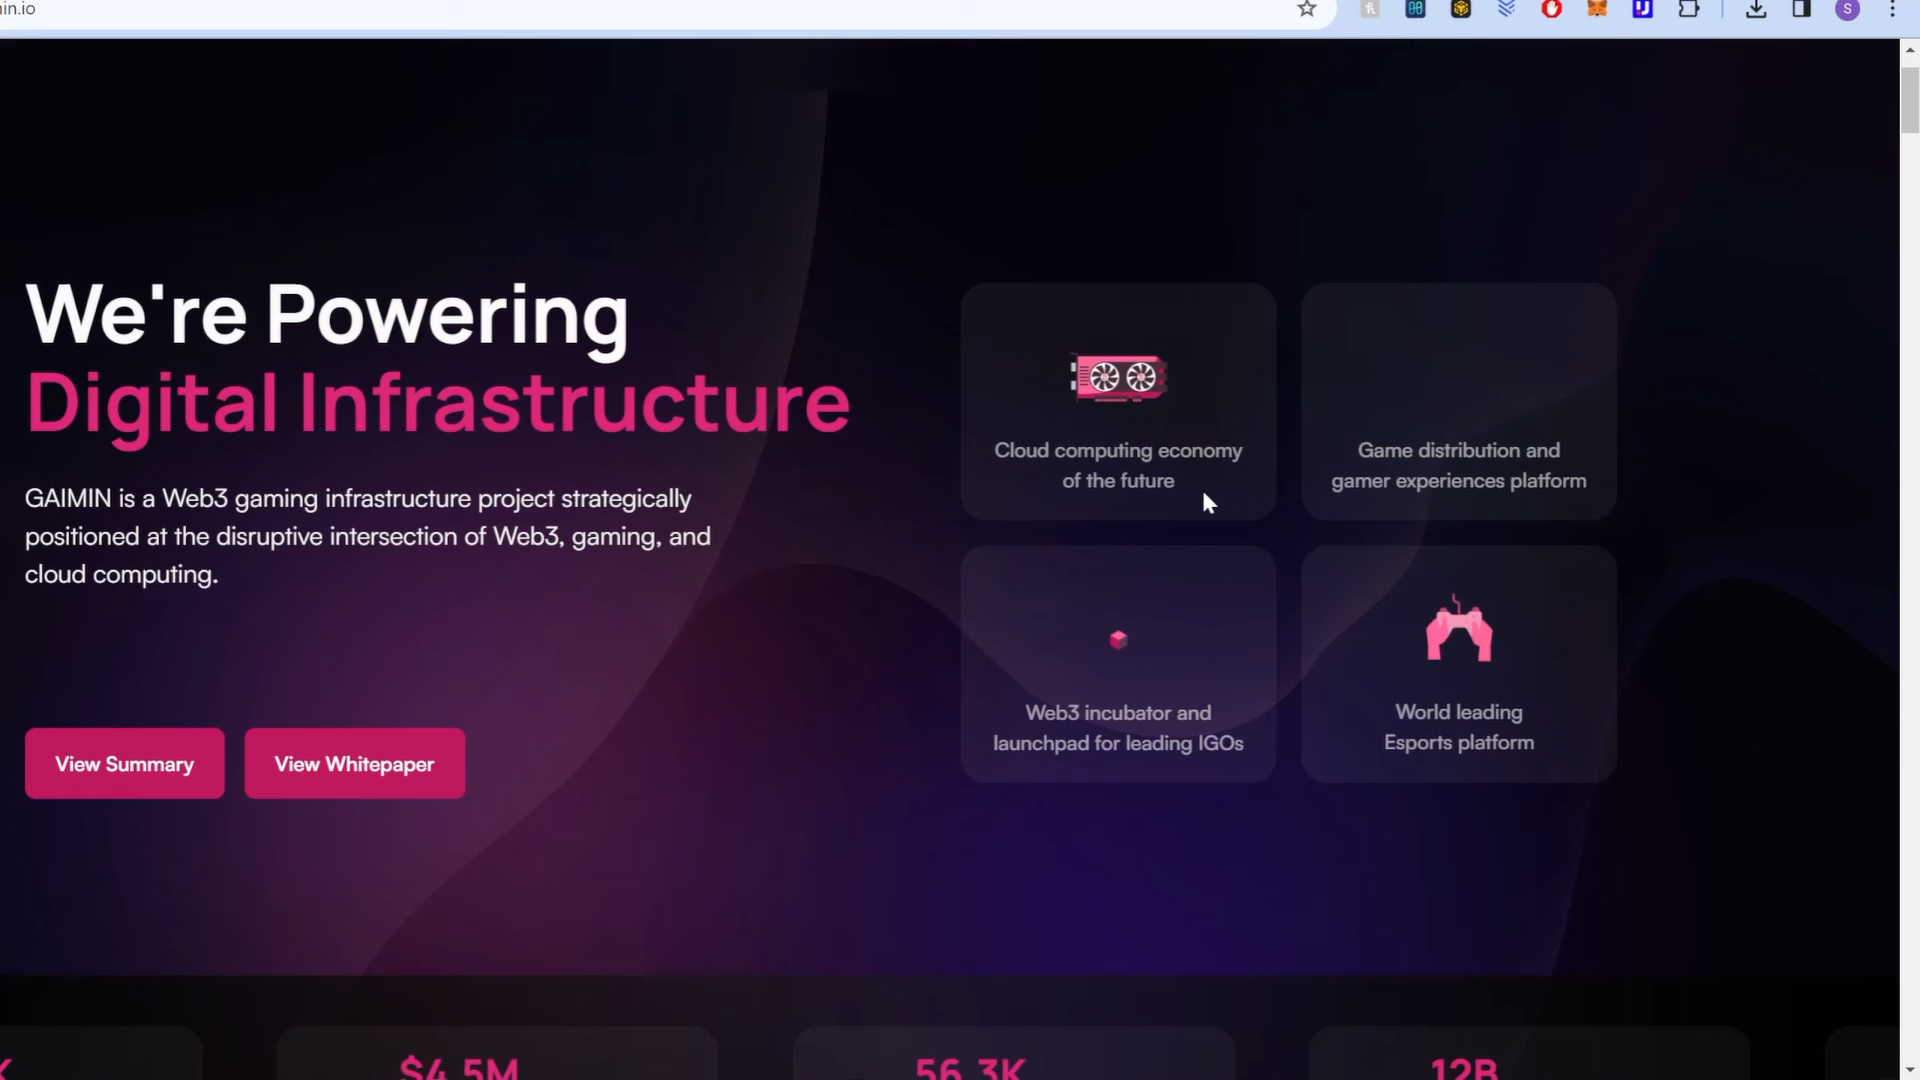 in.io
S
We're Powering
Digital Infrastructure
GAIMIN is a Web3 gaming infrastructure project strategically
positioned at the disruptive intersection of Web3, gaming, and
cloud computing.
View Summary
View Whitepaper
Cloud computing economy
of the future
Game distribution and
gamer experiences platform
Web3 incubator and
launchpad for leading IGOs
World leading
Esports platform
K
$4.5M
56.3K
12B